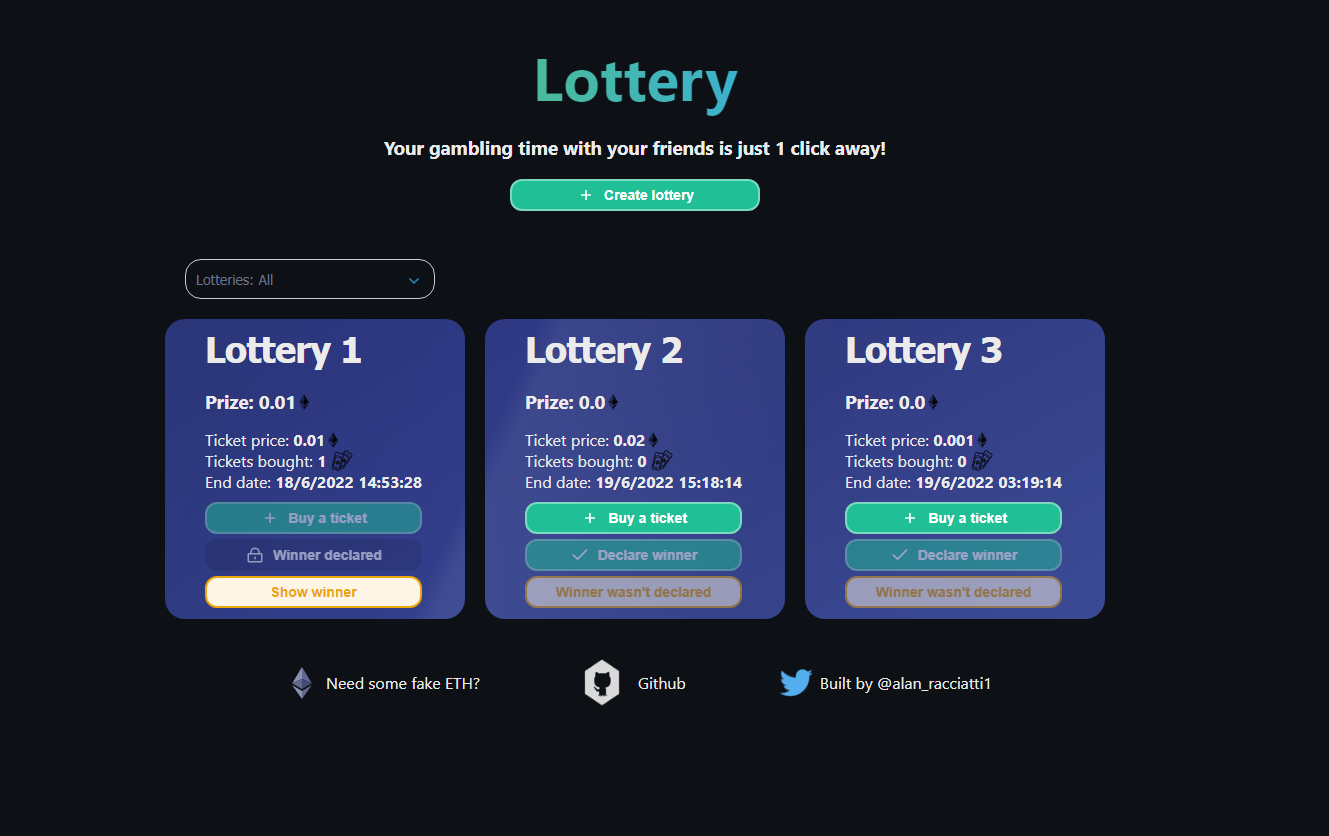 Lottery
Your gambling time with your friends is just 1 click away!
+ Create lottery
Lotteries: All
Lottery 1
Prize: 0.01
Ticket price: 0.01
Tickets bought: 1
End date: 18/6/2022 14:53:28
+ Buy a ticket
Winner declared
Show winner
Lottery 2
Prize: 0.0
Ticket price: 0.02
Tickets bought: 0
End date: 19/6/2022 15:18:14
+ Buy a ticket
Declare winner
Winner wasn't declared
Lottery 3
Prize: 0.0
Ticket price: 0.001
Tickets bought: 0
End date: 19/6/2022 03:19:14
+ Buy a ticket
Declare winner
Winner wasn't declared
Need some fake ETH?
Github
Built by @alan_racciatti1